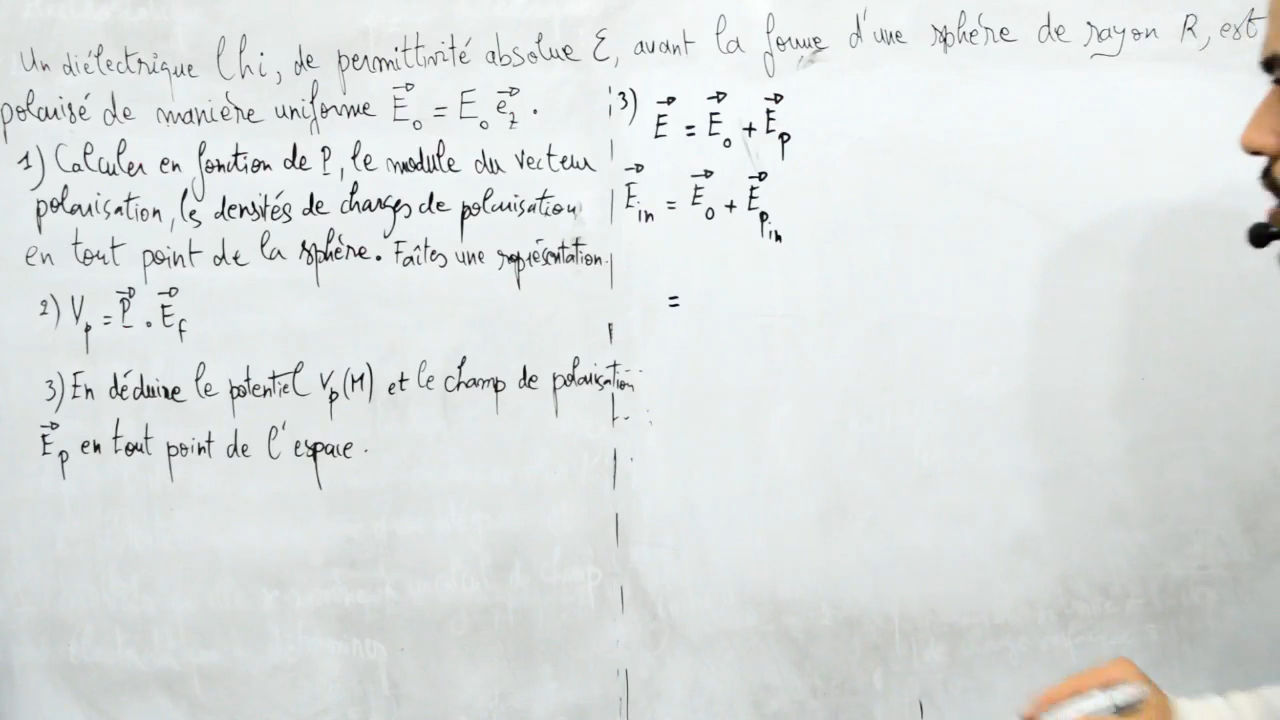 Un diélectrique lhi, de permittivité absolue ε, avant la forme d'une sphère de rayon R, est
polarisé de manière uniforme E⃗₀ = E₀ e⃗z.
1) Calculer en fonction de P, le module du vecteur
polarisation, les densités de charges de polarisation
en tout point de la sphère. Faîtes une représentation.
2) Vp = P⃗ . E⃗f
3) En déduire le potentiel Vp(M) et le champ de polarisation
E⃗p en tout point de l'espace.
3) E⃗ = E⃗₀ + E⃗p
E⃗in = E⃗₀ + E⃗pin
=